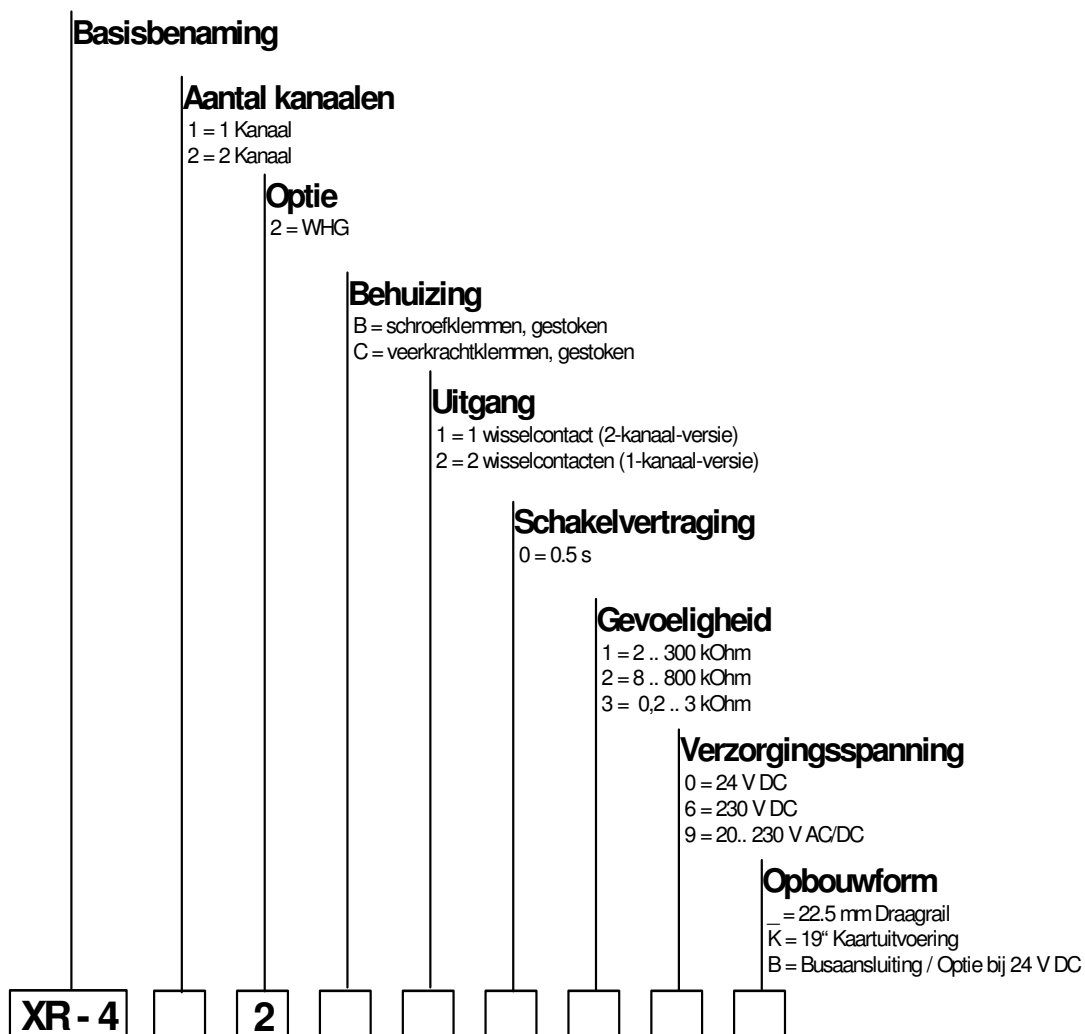 Basisbenaming
Aantal kanaalen
1 = 1 Kanaal
2 = 2 Kanaal
Optie
2 = WHG
Behuizing
B = schroefklemmen, gestoken
C = veerkrachtklemmen, gestoken
Uitgang
1 = 1 wisselcontact (2-kanaal-versie)
2 = 2 wisselcontacten (1-kanaal-versie)
Schakelvertraging
0 = 0.5 s
Gevoeligheid
1 = 2 .. 300 kOhm
2 = 8 .. 800 kOhm
3 = 0,2 .. 3 kOhm
Verzorgingsspanning
0 = 24 V DC
6 = 230 V DC
9 = 20.. 230 V AC/DC
Opbouwform
_ = 22.5 mm Draagrail
K = 19“ Kaartuitvoering
B = Busaansluiting / Optie bij 24 V DC
XR - 4 2